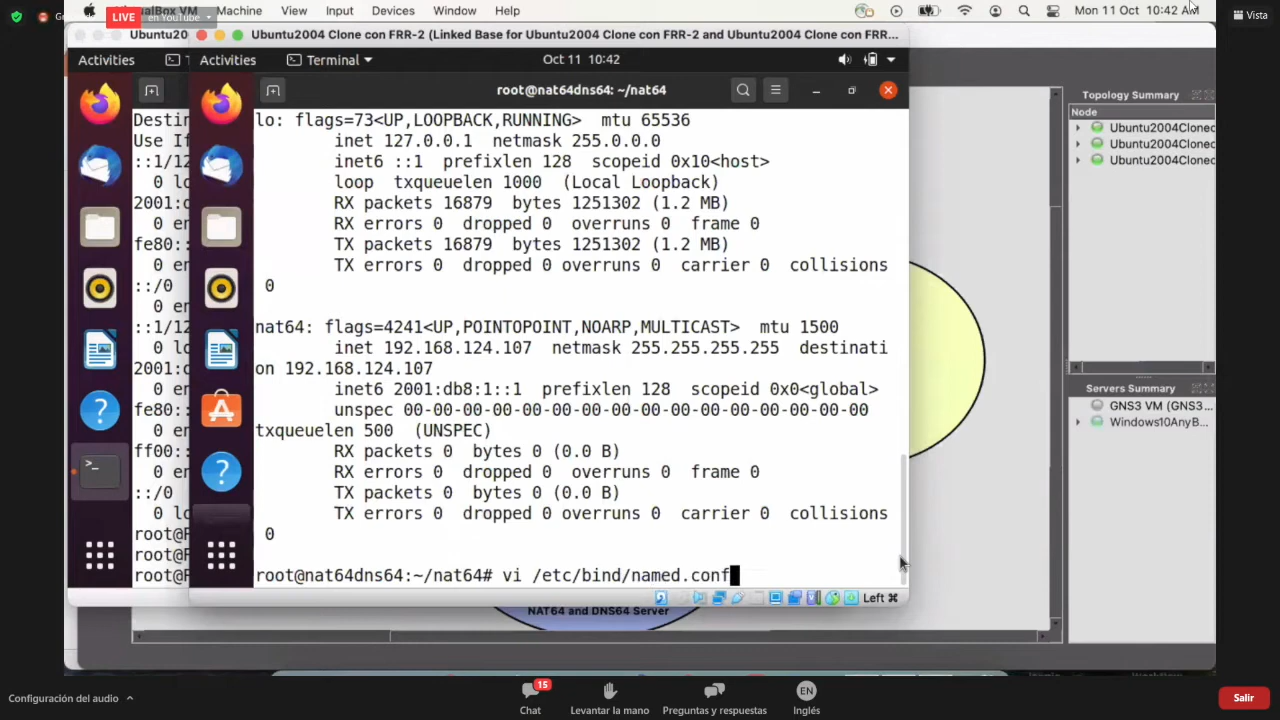 VirtualBox VM Machine View Input Devices Window Help
Mon 11 Oct 10:42 AM
LIVE en YouTube
Vista
Ubuntu20
Ubuntu2004 Clone con FRR-2 (Linked Base for Ubuntu2004 Clone con FRR-2 and Ubuntu2004 Clone con FRR...
Activities
Activities Terminal Oct 11 10:42
root@nat64dns64: ~/nat64
Destin
Use If
::1/12
0 lo
2001:d
0 en
fe80::
0 en
::/0
0 en
::1/12
0 lo
2001:d
0 en
fe80::
0 en
ff00::
0 en
::/0
0 lo
root@F
root@F
root@F
lo: flags=73<UP,LOOPBACK,RUNNING> mtu 65536
inet 127.0.0.1 netmask 255.0.0.0
inet6 ::1 prefixlen 128 scopeid 0x10<host>
loop txqueuelen 1000 (Local Loopback)
RX packets 16879 bytes 1251302 (1.2 MB)
RX errors 0 dropped 0 overruns 0 frame 0
TX packets 16879 bytes 1251302 (1.2 MB)
TX errors 0 dropped 0 overruns 0 carrier 0 collisions
0
nat64: flags=4241<UP,POINTOPOINT,NOARP,MULTICAST> mtu 1500
inet 192.168.124.107 netmask 255.255.255.255 destinati
on 192.168.124.107
inet6 2001:db8:1::1 prefixlen 128 scopeid 0x0<global>
unspec 00-00-00-00-00-00-00-00-00-00-00-00-00-00-00-00
txqueuelen 500 (UNSPEC)
RX packets 0 bytes 0 (0.0 B)
RX errors 0 dropped 0 overruns 0 frame 0
TX packets 0 bytes 0 (0.0 B)
TX errors 0 dropped 0 overruns 0 carrier 0 collisions
0
root@nat64dns64:~/nat64# vi /etc/bind/named.conf
Left ⌘
NAT64 and DNS64 Server
Topology Summary
Node
Ubuntu2004Clonec
Ubuntu2004Clonec
Ubuntu2004Clonec
Servers Summary
GNS3 VM (GNS3...
Windows10AnyB...
Configuración del audio
15
Chat
Levantar la mano
Preguntas y respuestas
EN
Inglés
Salir